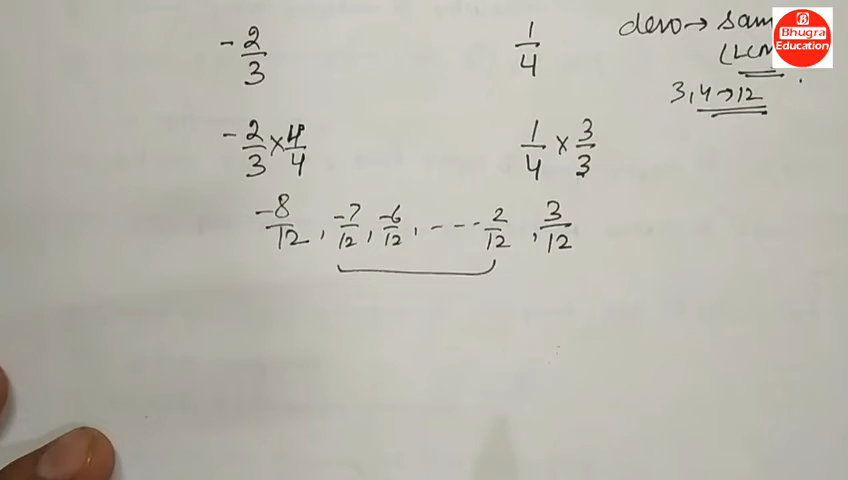 -2/3 1/4 deno → sam
(LCM
3,4 → 12
-2/3 × 4/4 1/4 × 3/3
-8/12, -7/12, -6/12, ---- 2/12, 3/12
B
Bhugra
Education